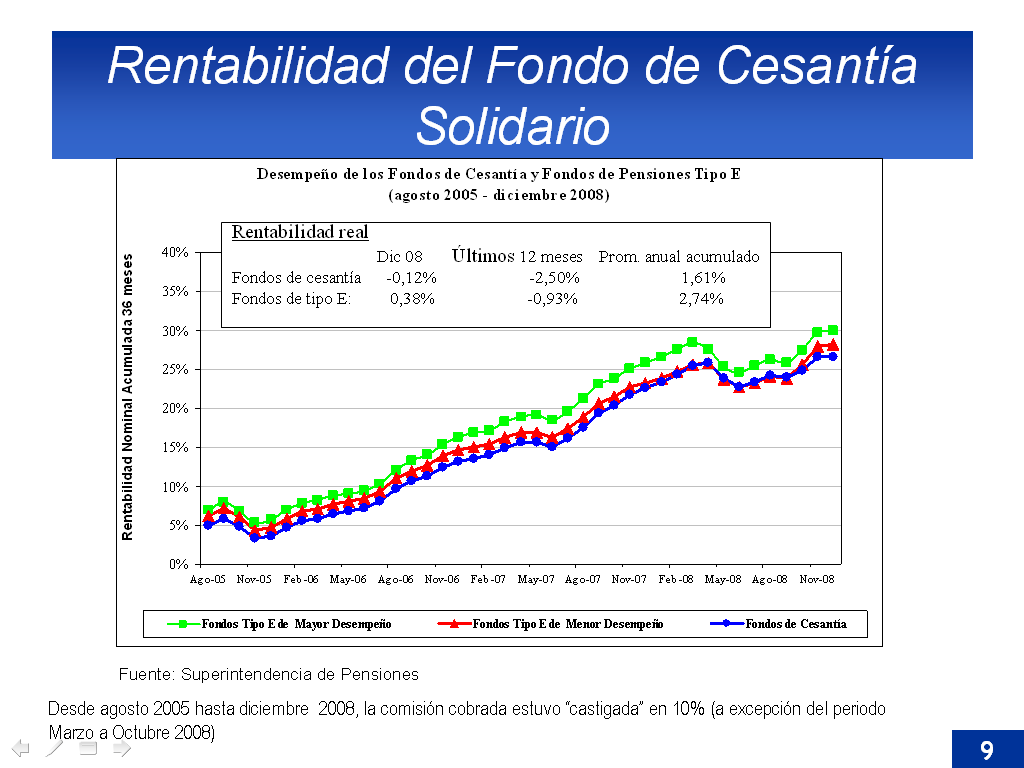 Rentabilidad del Fondo de Cesantía
Solidario
Desempeño de los Fondos de Cesantía y Fondos de Pensiones Tipo E
(agosto 2005 - diciembre 2008)
Rentabilidad real
Dic 08 Últimos 12 meses Prom. anual acumulado
Fondos de cesantía -0,12% -2,50% 1,61%
Fondos de tipo E: 0,38% -0,93% 2,74%
Rentabilidad Nominal Acumulada 36 meses
40%
35%
30%
25%
20%
15%
10%
5%
0%
Ago-05 Nov-05 Feb-06 May-06 Ago-06 Nov-06 Feb-07 May-07 Ago-07 Nov-07 Feb-08 May-08 Ago-08 Nov-08
Fondos Tipo E de Mayor Desempeño Fondos Tipo E de Menor Desempeño Fondos de Cesantía
Fuente: Superintendencia de Pensiones
Desde agosto 2005 hasta diciembre 2008, la comisión cobrada estuvo “castigada” en 10% (a excepción del periodo
Marzo a Octubre 2008)
9